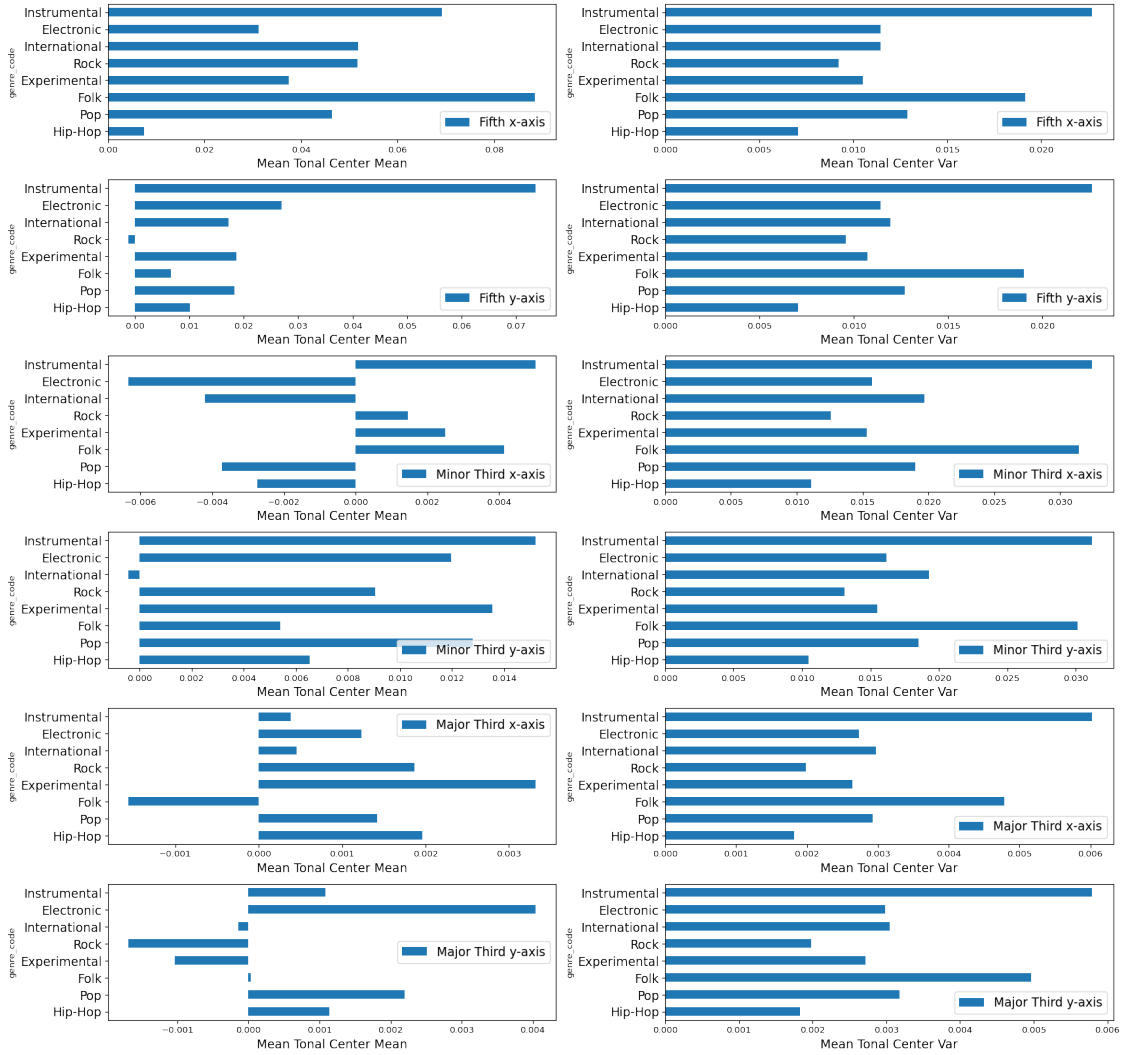 Instrumental
Electronic
International
Rock
Experimental
Folk
Pop
Hip-Hop
genre_code
Fifth x-axis
0.00 0.02 0.04 0.06 0.08
Mean Tonal Center Mean
Instrumental
Electronic
International
Rock
Experimental
Folk
Pop
Hip-Hop
genre_code
Fifth x-axis
0.000 0.005 0.010 0.015 0.020
Mean Tonal Center Var
Instrumental
Electronic
International
Rock
Experimental
Folk
Pop
Hip-Hop
genre_code
Fifth y-axis
0.00 0.01 0.02 0.03 0.04 0.05 0.06 0.07
Mean Tonal Center Mean
Instrumental
Electronic
International
Rock
Experimental
Folk
Pop
Hip-Hop
genre_code
Fifth y-axis
0.000 0.005 0.010 0.015 0.020
Mean Tonal Center Var
Instrumental
Electronic
International
Rock
Experimental
Folk
Pop
Hip-Hop
genre_code
Minor Third x-axis
−0.006 −0.004 −0.002 0.000 0.002 0.004
Mean Tonal Center Mean
Instrumental
Electronic
International
Rock
Experimental
Folk
Pop
Hip-Hop
genre_code
Minor Third x-axis
0.000 0.005 0.010 0.015 0.020 0.025 0.030
Mean Tonal Center Var
Instrumental
Electronic
International
Rock
Experimental
Folk
Pop
Hip-Hop
genre_code
Minor Third y-axis
0.000 0.002 0.004 0.006 0.008 0.010 0.012 0.014
Mean Tonal Center Mean
Instrumental
Electronic
International
Rock
Experimental
Folk
Pop
Hip-Hop
genre_code
Minor Third y-axis
0.000 0.005 0.010 0.015 0.020 0.025 0.030
Mean Tonal Center Var
Instrumental
Electronic
International
Rock
Experimental
Folk
Pop
Hip-Hop
genre_code
Major Third x-axis
−0.001 0.000 0.001 0.002 0.003
Mean Tonal Center Mean
Instrumental
Electronic
International
Rock
Experimental
Folk
Pop
Hip-Hop
genre_code
Major Third x-axis
0.000 0.001 0.002 0.003 0.004 0.005 0.006
Mean Tonal Center Var
Instrumental
Electronic
International
Rock
Experimental
Folk
Pop
Hip-Hop
genre_code
Major Third y-axis
−0.001 0.000 0.001 0.002 0.003 0.004
Mean Tonal Center Mean
Instrumental
Electronic
International
Rock
Experimental
Folk
Pop
Hip-Hop
genre_code
Major Third y-axis
0.000 0.001 0.002 0.003 0.004 0.005 0.006
Mean Tonal Center Var